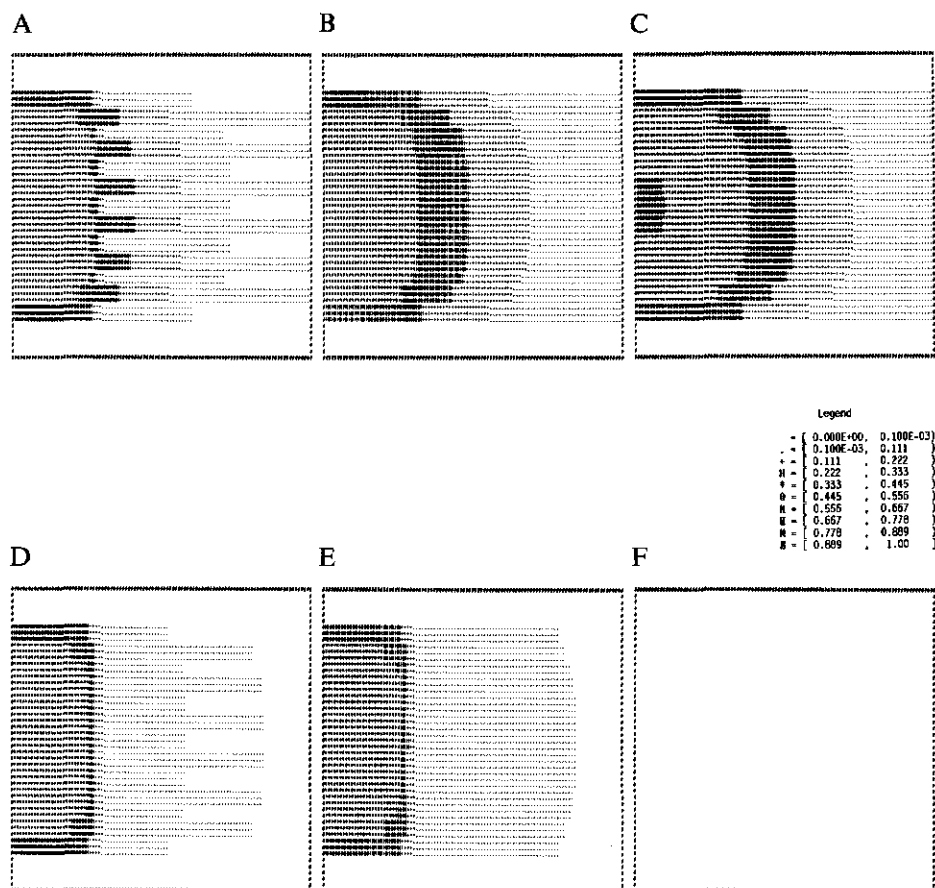 A B C
Legend
= [ 0.000E+00, 0.100E-03]
. = [ 0.100E-03, 0.111 ]
+ = [ 0.111 , 0.222 ]
= [ 0.222 , 0.333 ]
= [ 0.333 , 0.445 ]
= [ 0.445 , 0.556 ]
= [ 0.556 , 0.667 ]
= [ 0.667 , 0.778 ]
= [ 0.778 , 0.889 ]
= [ 0.889 , 1.00 ]
D E F